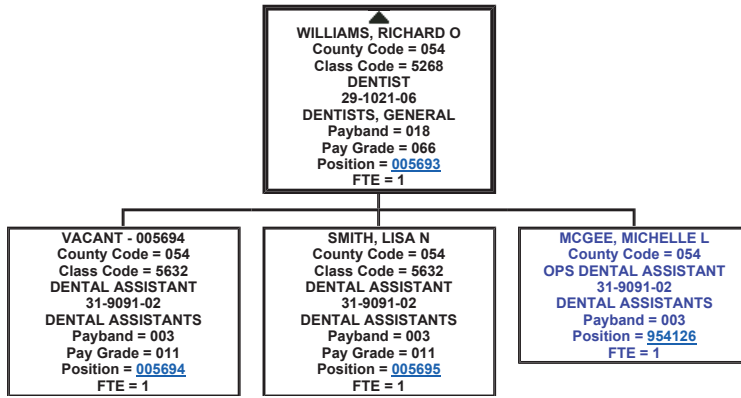 WILLIAMS, RICHARD O
County Code = 054
Class Code = 5268
DENTIST
29-1021-06
DENTISTS, GENERAL
Payband = 018
Pay Grade = 066
Position = 005693
FTE = 1
VACANT - 005694
County Code = 054
Class Code = 5632
DENTAL ASSISTANT
31-9091-02
DENTAL ASSISTANTS
Payband = 003
Pay Grade = 011
Position = 005694
FTE = 1
SMITH, LISA N
County Code = 054
Class Code = 5632
DENTAL ASSISTANT
31-9091-02
DENTAL ASSISTANTS
Payband = 003
Pay Grade = 011
Position = 005695
FTE = 1
MCGEE, MICHELLE L
County Code = 054
OPS DENTAL ASSISTANT
31-9091-02
DENTAL ASSISTANTS
Payband = 003
Position = 954126
FTE = 1